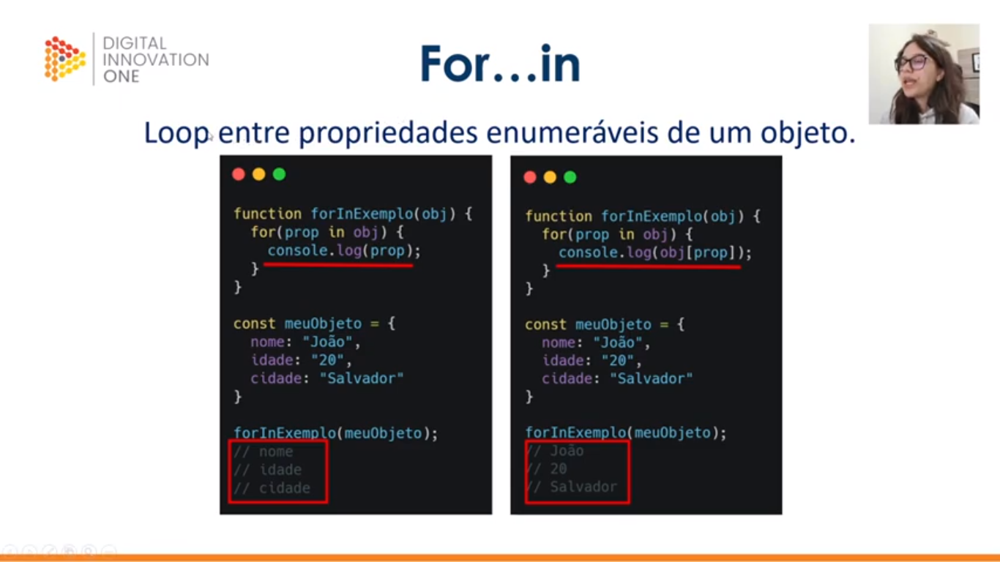 DIGITAL
INNOVATION
ONE
For...in
Loop entre propriedades enumeráveis de um objeto.
function forInExemplo(obj) {
for(prop in obj) {
console.log(prop);
}
}
const meuObjeto = {
nome: "João",
idade: "20",
cidade: "Salvador"
}
forInExemplo(meuObjeto);
// nome
// idade
// cidade
function forInExemplo(obj) {
for(prop in obj) {
console.log(obj[prop]);
}
}
const meuObjeto = {
nome: "João",
idade: "20",
cidade: "Salvador"
}
forInExemplo(meuObjeto);
// João
// 20
// Salvador